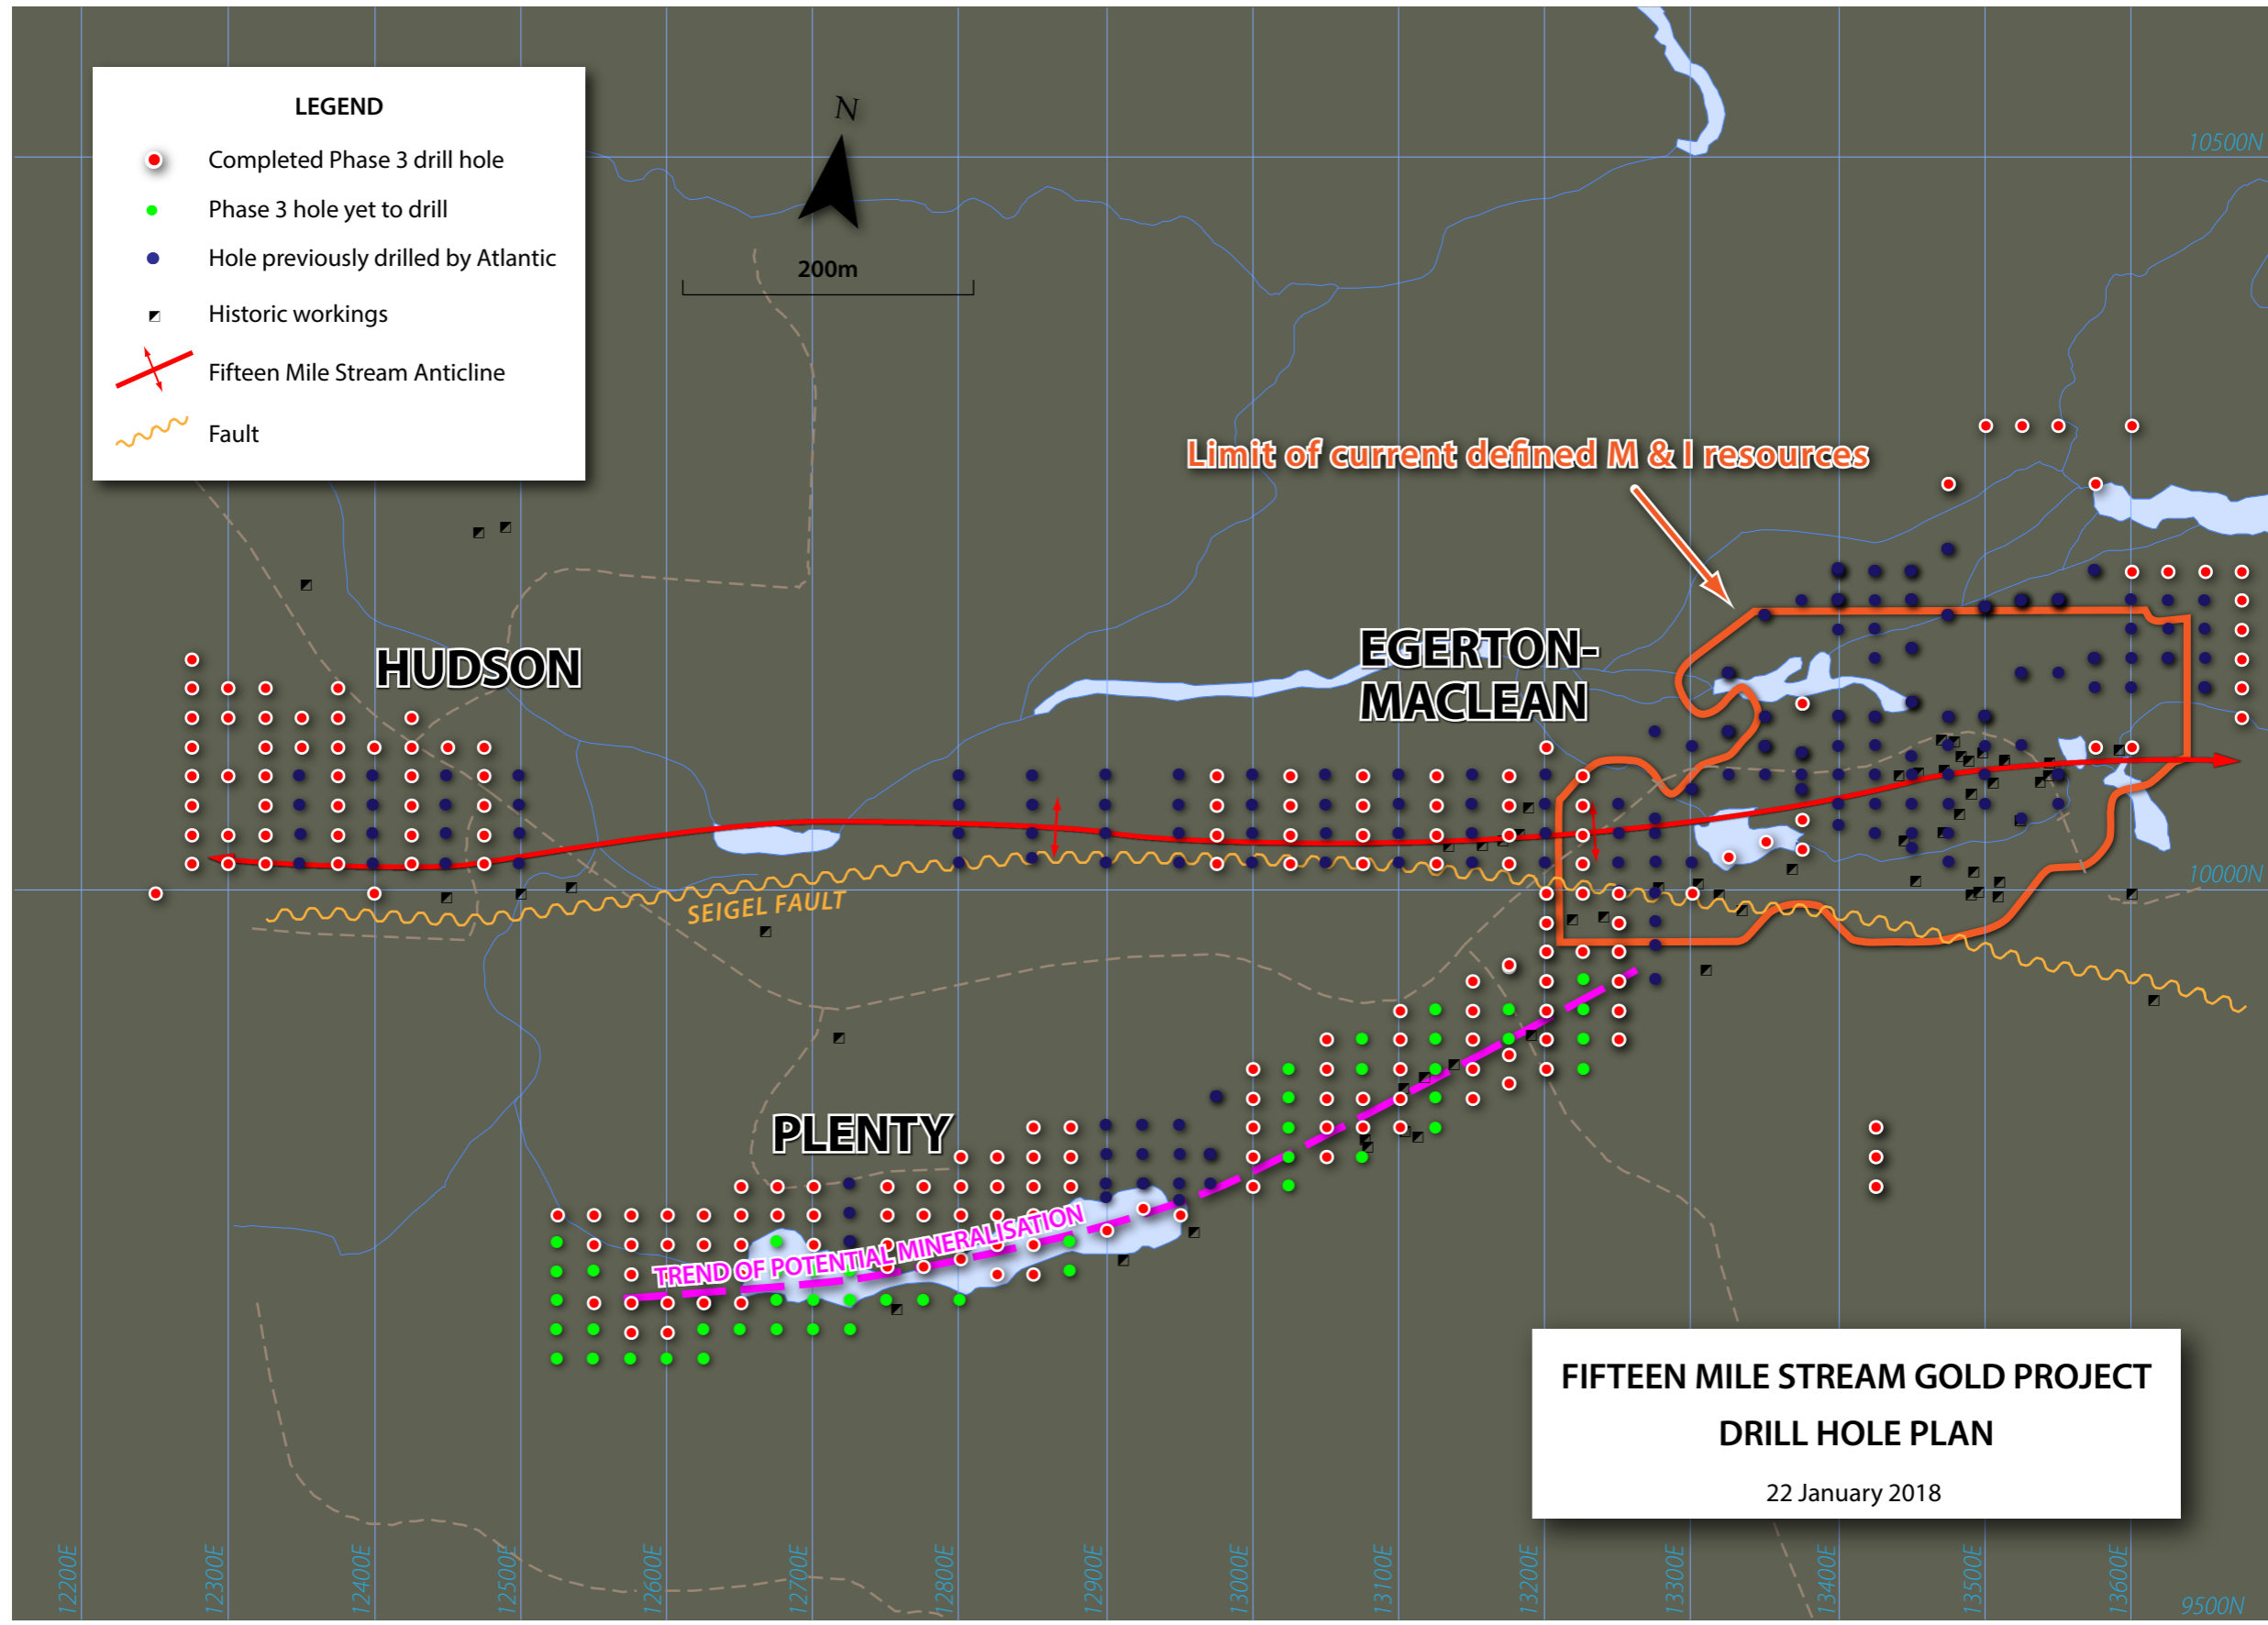 LEGEND
Completed Phase 3 drill hole
Phase 3 hole yet to drill
Hole previously drilled by Atlantic
Historic workings
Fifteen Mile Stream Anticline
Fault
N
200m
10500N
Limit of current defined M & I resources
HUDSON
EGERTON-
MACLEAN
10000N
SEIGEL FAULT
PLENTY
TREND OF POTENTIAL MINERALISATION
FIFTEEN MILE STREAM GOLD PROJECT
DRILL HOLE PLAN
22 January 2018
12200E
12300E
12400E
12500E
12600E
12700E
12800E
12900E
13000E
13100E
13200E
13300E
13400E
13500E
13600E
9500N